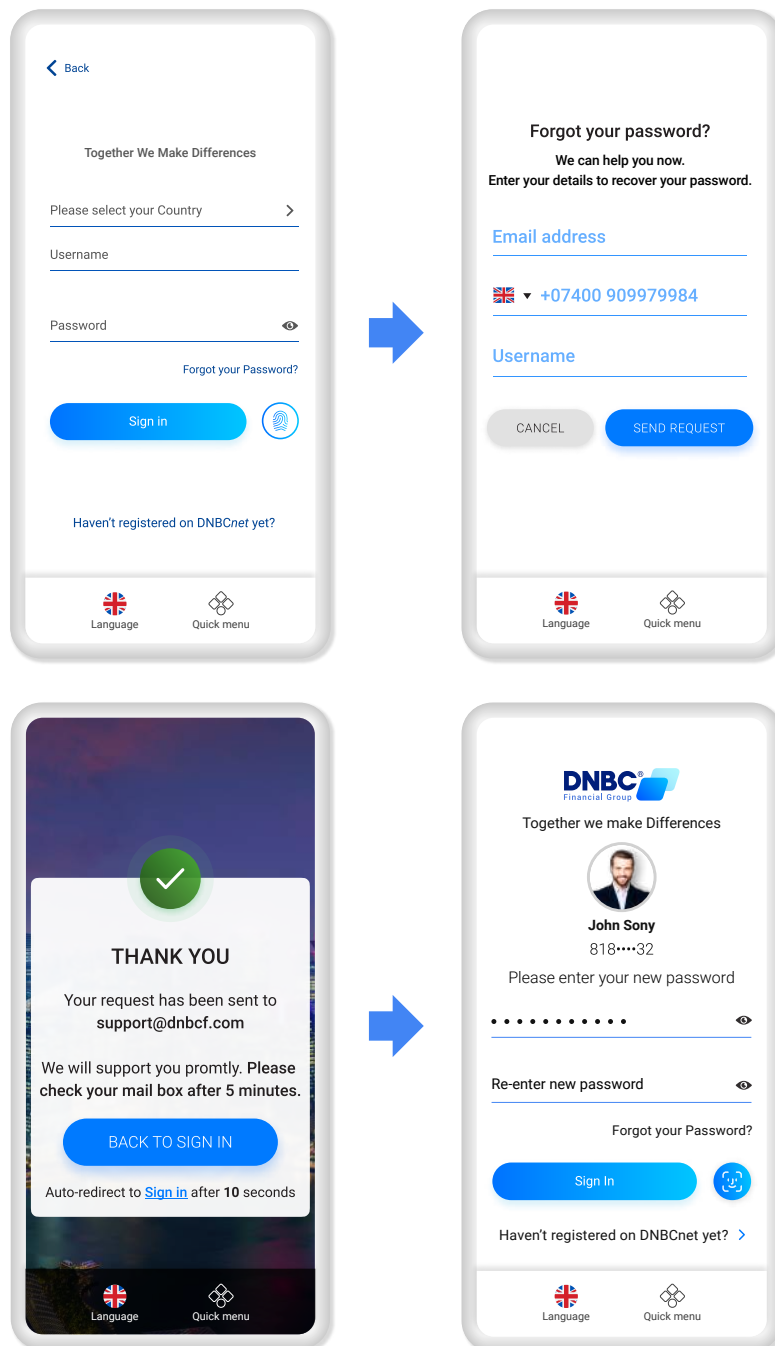 Back
Together We Make Differences
Please select your Country
Username
Password
Forgot your Password?
Sign in
Haven't registered on DNBCnet yet?
Language
Quick menu
Forgot your password?
We can help you now.
Enter your details to recover your password.
Email address
+07400 909979984
Username
CANCEL
SEND REQUEST
Language
Quick menu
THANK YOU
Your request has been sent to
support@dnbcf.com
We will support you promtly. Please
check your mail box after 5 minutes.
BACK TO SIGN IN
Auto-redirect to Sign in after 10 seconds
Language
Quick menu
DNBC®
Financial Group
Together we make Differences
John Sony
818••••32
Please enter your new password
• • • • • • • • • • •
Re-enter new password
Forgot your Password?
Sign In
Haven't registered on DNBCnet yet?
Language
Quick menu